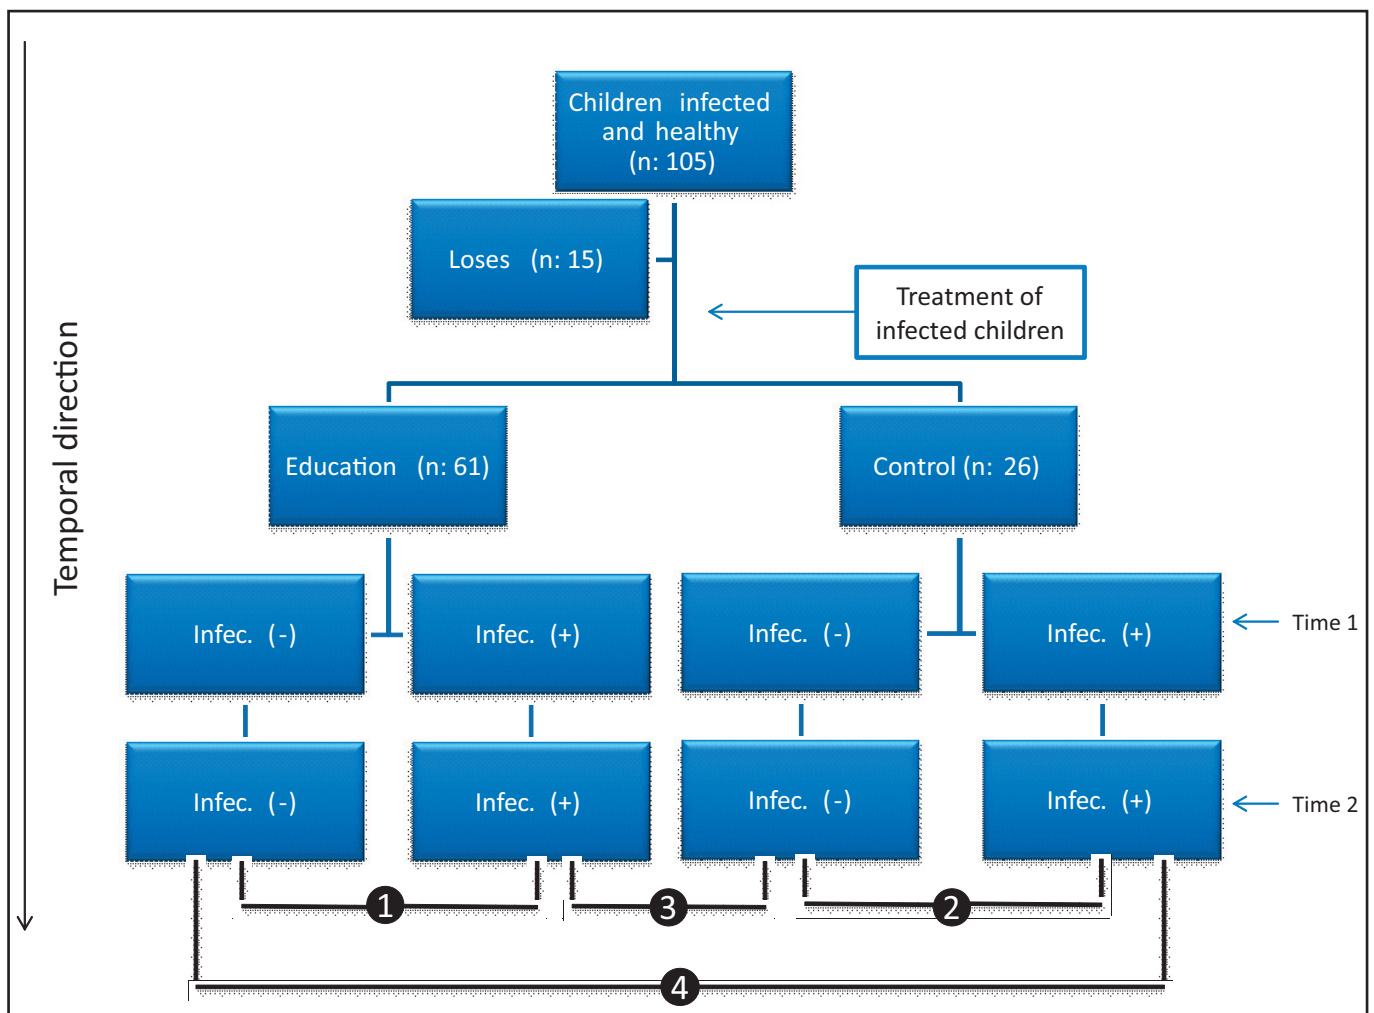 Children infected
and healthy
(n: 105)
Loses (n: 15)
Treatment of
infected children
Temporal direction
Education (n: 61)
Control (n: 26)
Infec. (-)
Infec. (+)
Infec. (-)
Infec. (+)
Time 1
Infec. (-)
Infec. (+)
Infec. (-)
Infec. (+)
Time 2
1
3
2
4